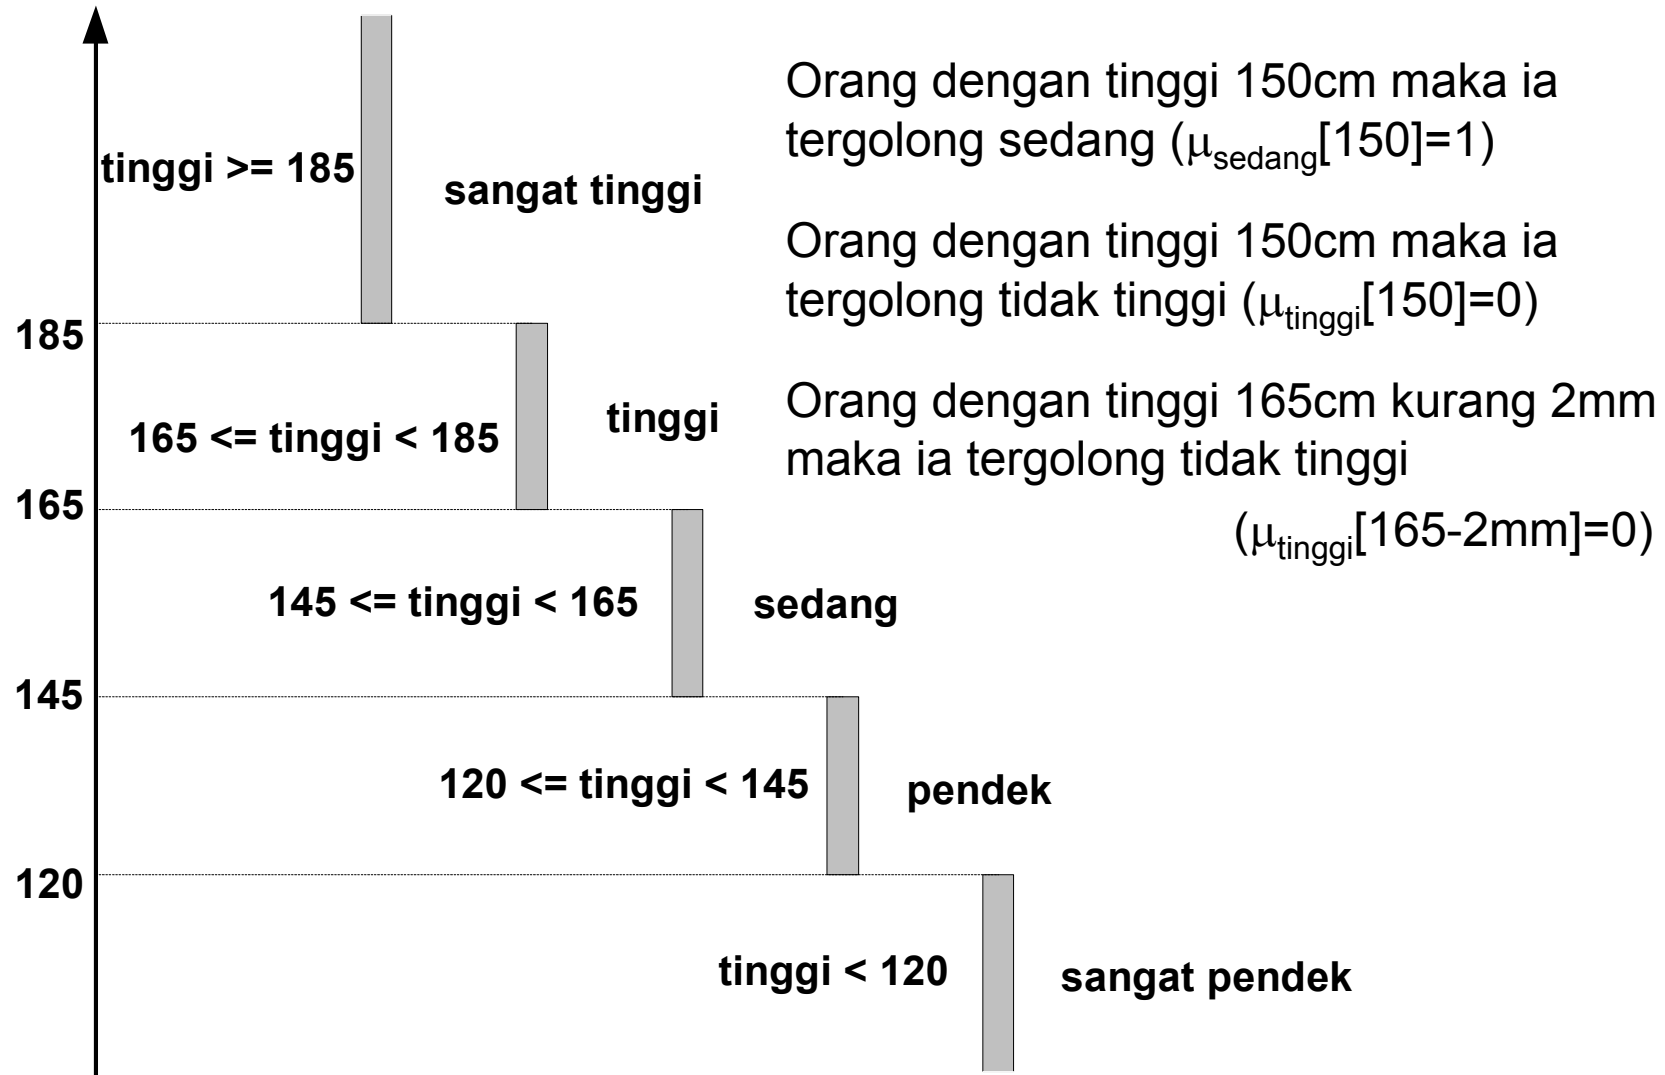 Orang dengan tinggi 150cm maka ia
tergolong sedang (μsedang[150]=1)
Orang dengan tinggi 150cm maka ia
tergolong tidak tinggi (μtinggi[150]=0)
Orang dengan tinggi 165cm kurang 2mm
maka ia tergolong tidak tinggi
(μtinggi[165-2mm]=0)
tinggi >= 185
sangat tinggi
185
165 <= tinggi < 185
tinggi
165
145 <= tinggi < 165
sedang
145
120 <= tinggi < 145
pendek
120
tinggi < 120
sangat pendek